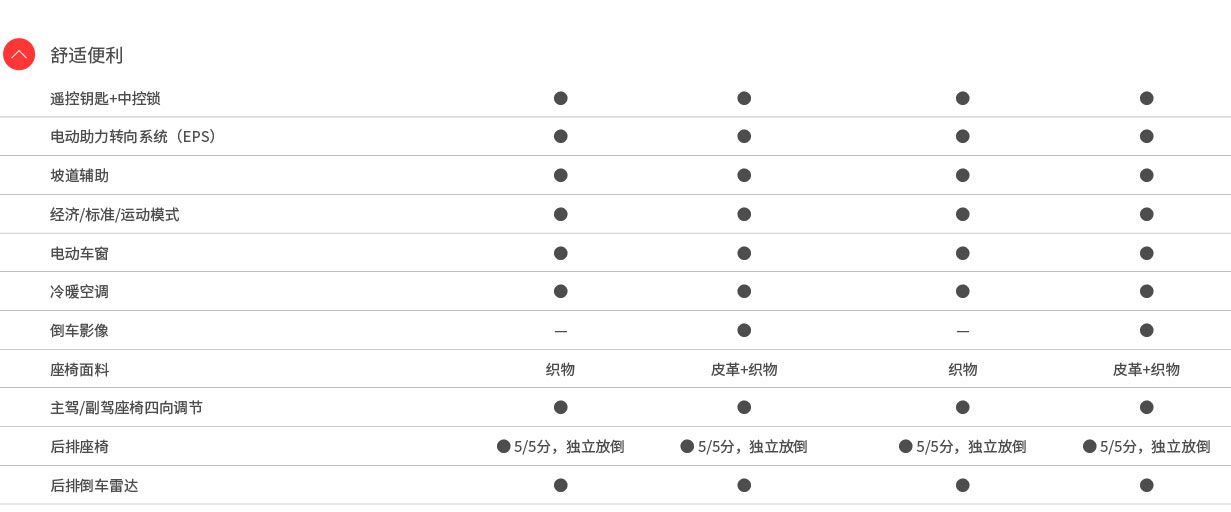 舒适便利
遥控钥匙+中控锁 ● ● ● ●
电动助力转向系统（EPS） ● ● ● ●
坡道辅助 ● ● ● ●
经济/标准/运动模式 ● ● ● ●
电动车窗 ● ● ● ●
冷暖空调 ● ● ● ●
倒车影像 — ● — ●
座椅面料 织物 皮革+织物 织物 皮革+织物
主驾/副驾座椅四向调节 ● ● ● ●
后排座椅 ● 5/5分，独立放倒 ● 5/5分，独立放倒 ● 5/5分，独立放倒 ● 5/5分，独立放倒
后排倒车雷达 ● ● ● ●